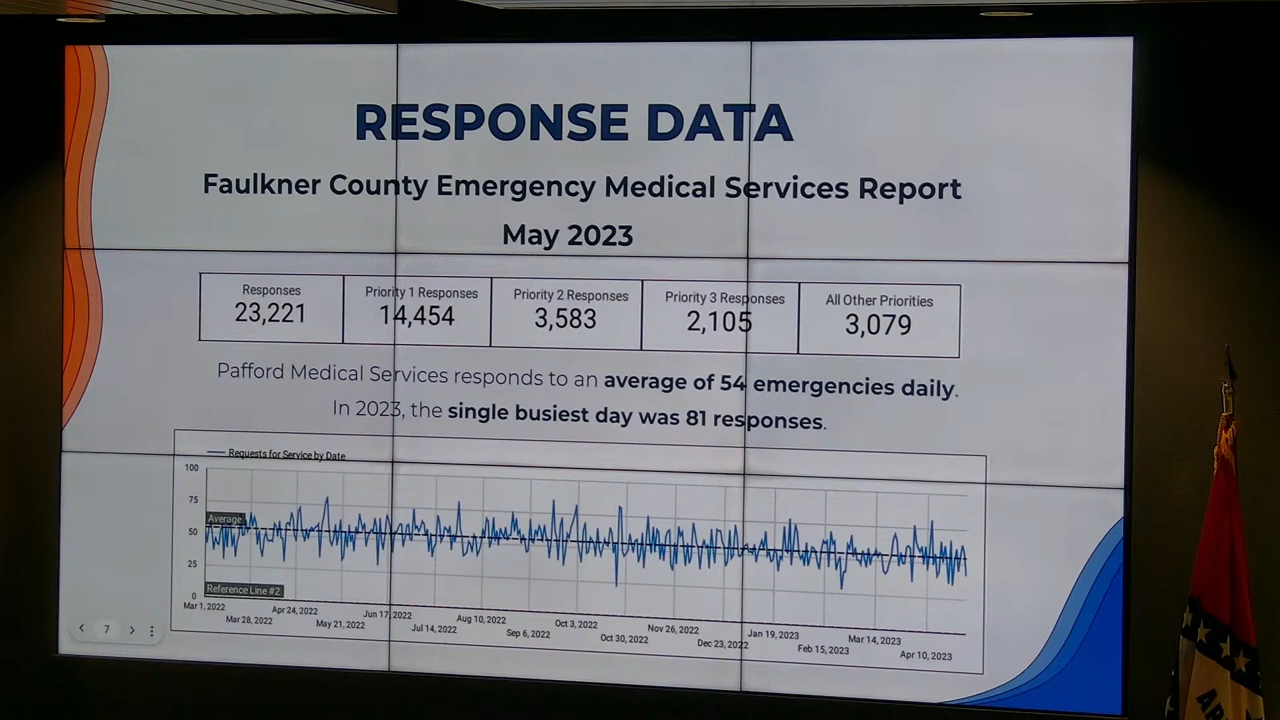 RESPONSE DATA
Faulkner County Emergency Medical Services Report
May 2023
Responses
23,221
Priority 1 Responses
14,454
Priority 2 Responses
3,583
Priority 3 Responses
2,105
All Other Priorities
3,079
Pafford Medical Services responds to an average of 54 emergencies daily.
In 2023, the single busiest day was 81 responses.
Requests for Service by Date
100
75
50
25
0
Average
Reference Line #2
Mar 1, 2022
Mar 28, 2022
Apr 24, 2022
May 21, 2022
Jun 17, 2022
Jul 14, 2022
Aug 10, 2022
Sep 6, 2022
Oct 3, 2022
Oct 30, 2022
Nov 26, 2022
Dec 23, 2022
Jan 19, 2023
Feb 15, 2023
Mar 14, 2023
Apr 10, 2023
7